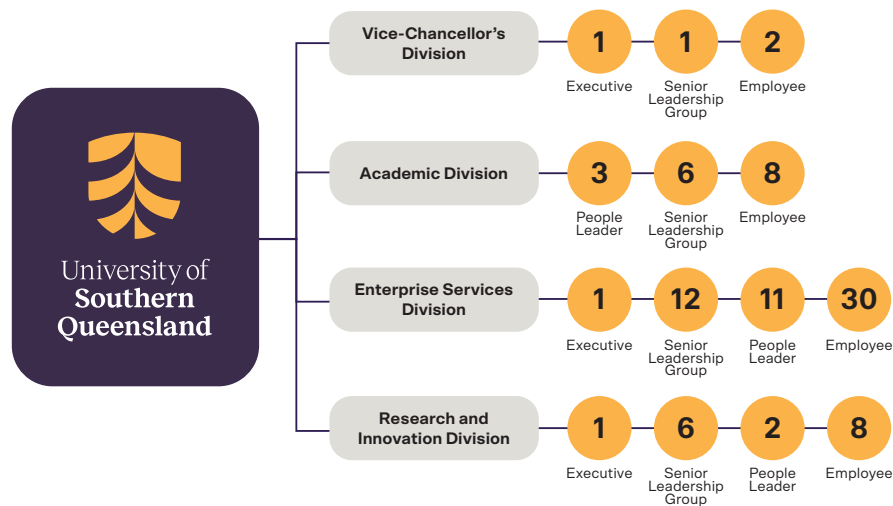 University of
Southern
Queensland
Vice-Chancellor's
Division
1
Executive
1
Senior
Leadership
Group
2
Employee
Academic Division
3
People
Leader
6
Senior
Leadership
Group
8
Employee
Enterprise Services
Division
1
Executive
12
Senior
Leadership
Group
11
People
Leader
30
Employee
Research and
Innovation Division
1
Executive
6
Senior
Leadership
Group
2
People
Leader
8
Employee